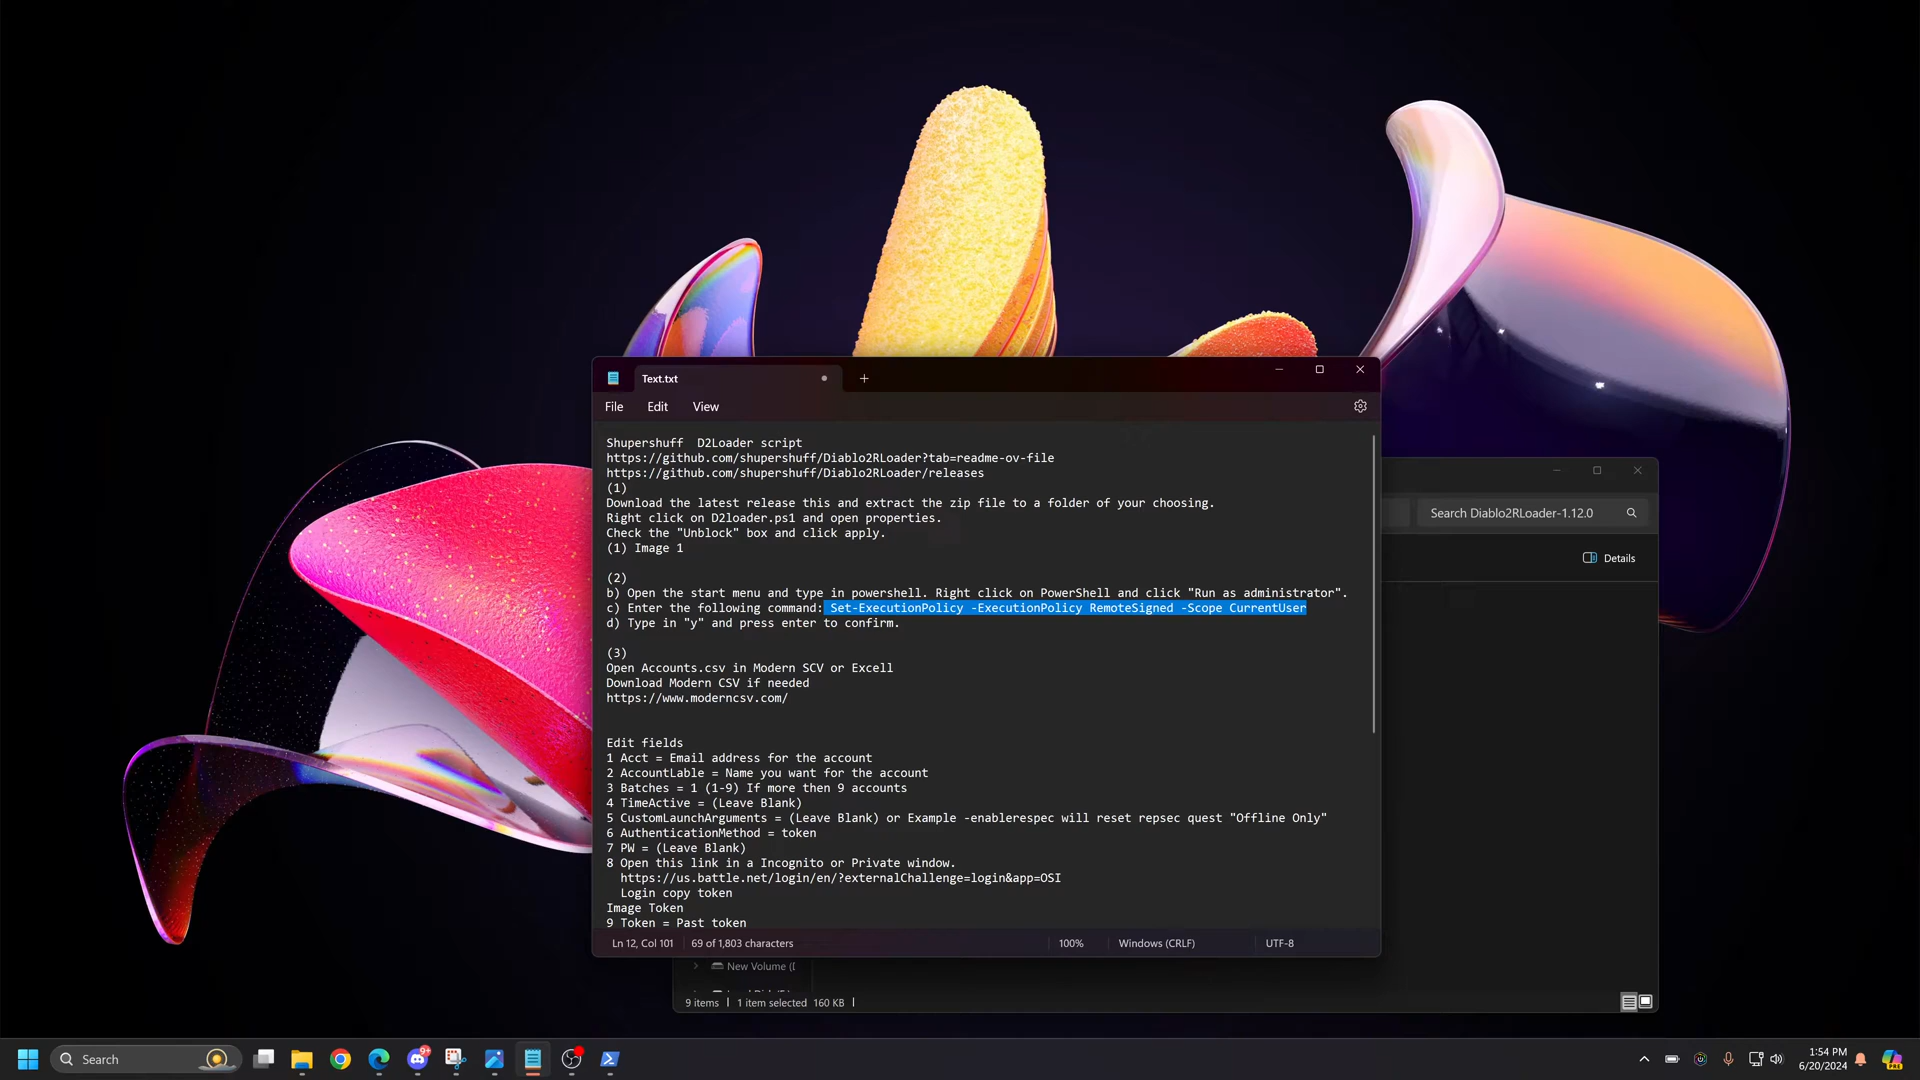 Text.txt
File Edit View
Shupershuff  D2Loader script
https://github.com/shupershuff/Diablo2RLoader?tab=readme-ov-file
https://github.com/shupershuff/Diablo2RLoader/releases
(1)
Download the latest release this and extract the zip file to a folder of your choosing.
Right click on D2loader.ps1 and open properties.
Check the "Unblock" box and click apply.
(1) Image 1
(2)
b) Open the start menu and type in powershell. Right click on PowerShell and click "Run as administrator".
c) Enter the following command: Set-ExecutionPolicy -ExecutionPolicy RemoteSigned -Scope CurrentUser
d) Type in "y" and press enter to confirm.
(3)
Open Accounts.csv in Modern SCV or Excell
Download Modern CSV if needed
https://www.moderncsv.com/
Edit fields
1 Acct = Email address for the account
2 AccountLable = Name you want for the account
3 Batches = 1 (1-9) If more then 9 accounts
4 TimeActive = (Leave Blank)
5 CustomLaunchArguments = (Leave Blank) or Example -enablerespec will reset repsec quest "Offline Only"
6 AuthenticationMethod = token
7 PW = (Leave Blank)
8 Open this link in a Incognito or Private window.
https://us.battle.net/login/en/?externalChallenge=login&app=OSI
Login copy token
Image Token
9 Token = Past token
Ln 12, Col 101 69 of 1,803 characters 100% Windows (CRLF) UTF-8
Search Diablo2RLoader-1.12.0
Details
New Volume (
9 items 1 item selected 160 KB
Search
9+
1:54 PM
6/20/2024
PRE